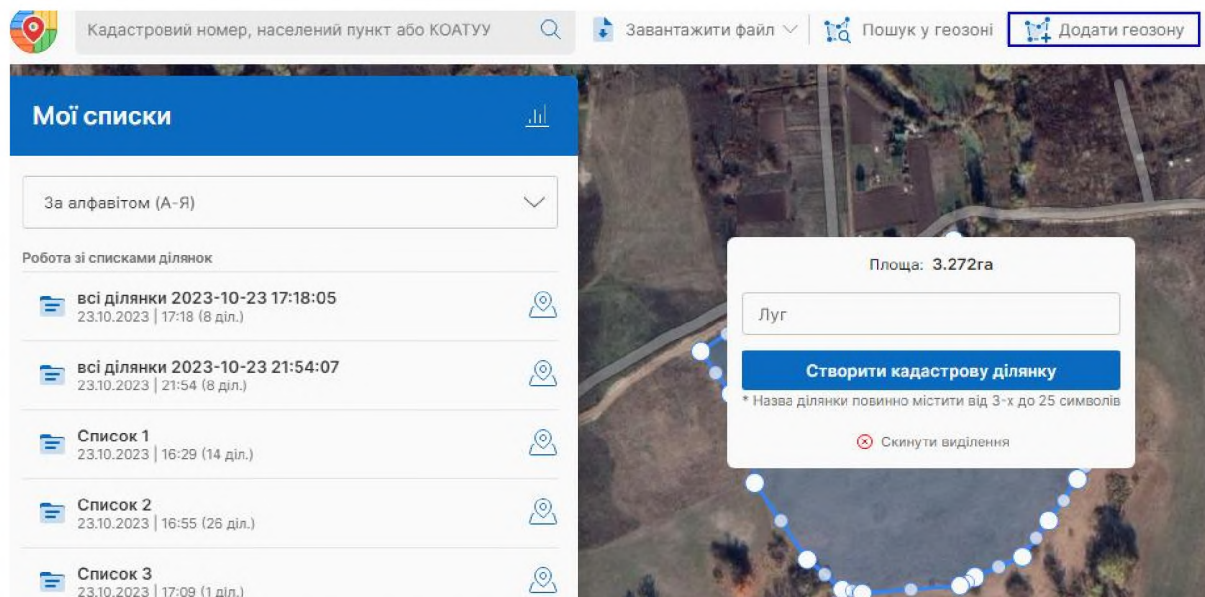 Кадастровий номер, населений пункт або КОАТУУ
Завантажити файл
Пошук у геозоні
Додати геозону
Мої списки
За алфавітом (А-Я)
Робота зі списками ділянок
всі ділянки 2023-10-23 17:18:05
23.10.2023 | 17:18 (8 діл.)
всі ділянки 2023-10-23 21:54:07
23.10.2023 | 21:54 (8 діл.)
Список 1
23.10.2023 | 16:29 (14 діл.)
Список 2
23.10.2023 | 16:55 (26 діл.)
Список 3
23.10.2023 | 17:09 (1 діл.)
Площа: 3.272га
Луг
Створити кадастрову ділянку
* Назва ділянки повинно містити від 3-х до 25 символів
Скинути виділення